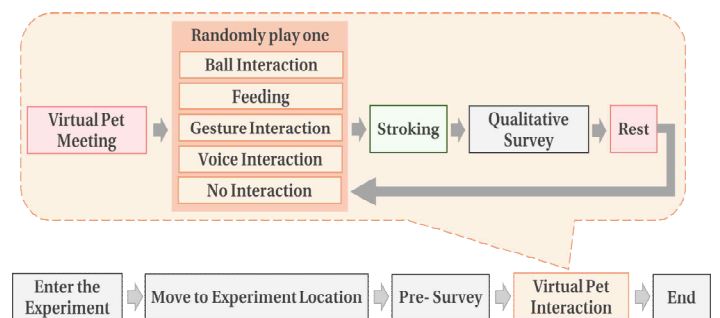 Randomly play one
Ball Interaction
Feeding
Gesture Interaction
Voice Interaction
No Interaction
Virtual Pet
Meeting
Stroking
Qualitative
Survey
Rest
Enter the
Experiment
Move to Experiment Location
Pre- Survey
Virtual Pet
Interaction
End